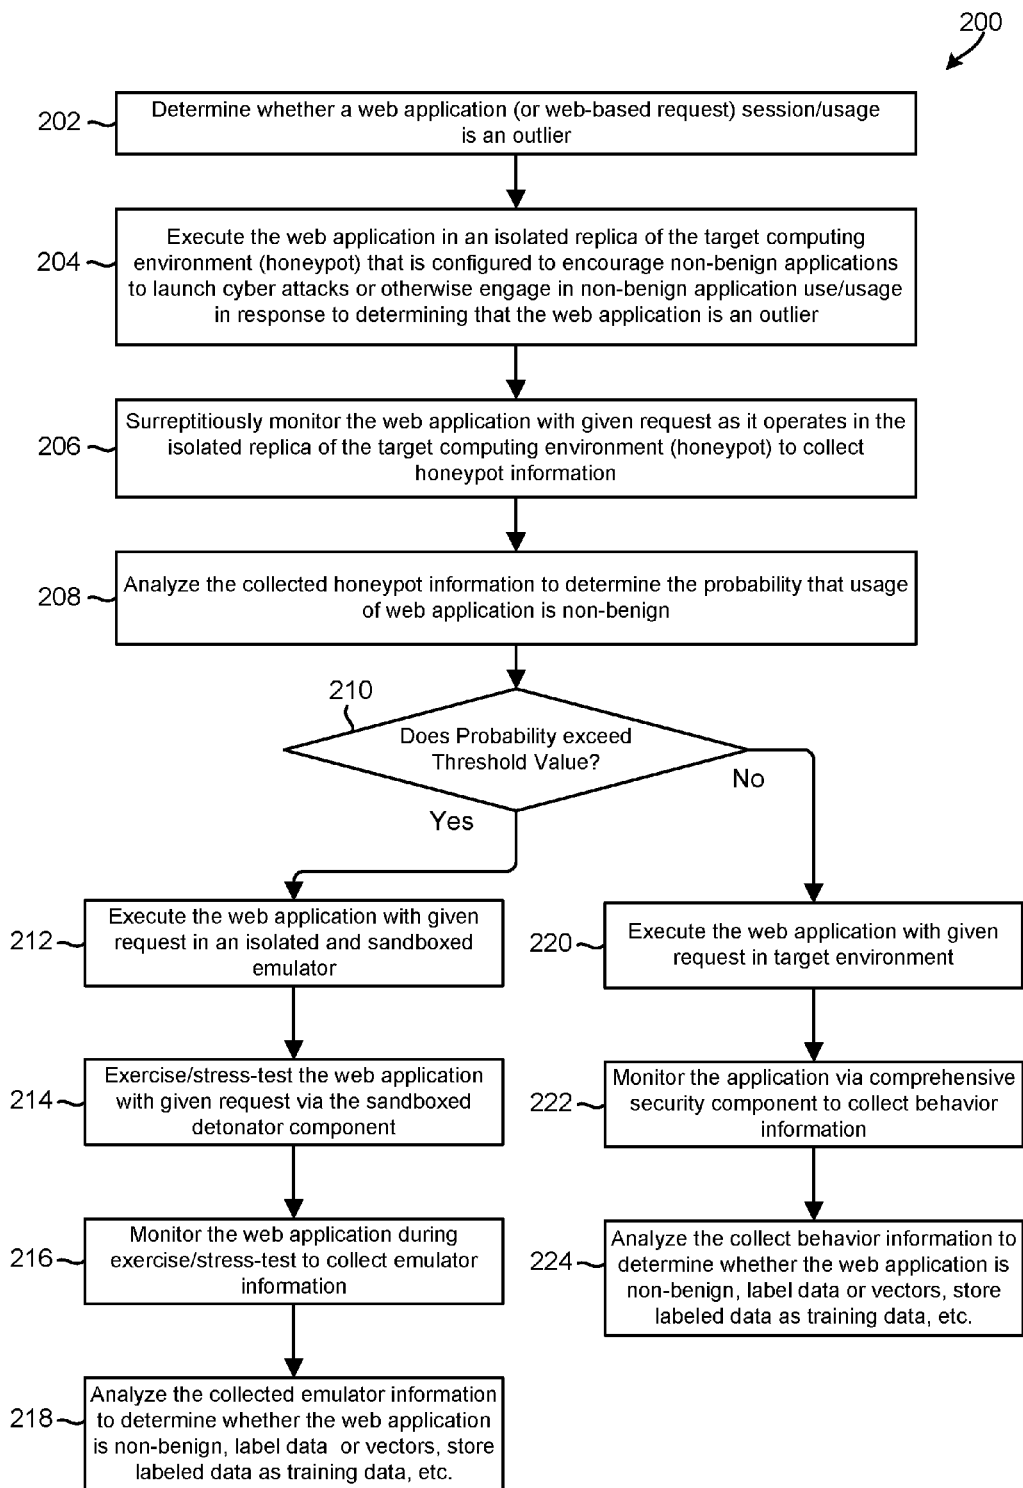 200
202
Determine whether a web application (or web-based request) session/usage
is an outlier
204
Execute the web application in an isolated replica of the target computing
environment (honeypot) that is configured to encourage non-benign applications
to launch cyber attacks or otherwise engage in non-benign application use/usage
in response to determining that the web application is an outlier
206
Surreptitiously monitor the web application with given request as it operates in the
isolated replica of the target computing environment (honeypot) to collect
honeypot information
208
Analyze the collected honeypot information to determine the probability that usage
of web application is non-benign
210
Does Probability exceed
Threshold Value?
Yes
No
212
Execute the web application with given
request in an isolated and sandboxed
emulator
214
Exercise/stress-test the web application
with given request via the sandboxed
detonator component
216
Monitor the web application during
exercise/stress-test to collect emulator
information
218
Analyze the collected emulator information
to determine whether the web application
is non-benign, label data or vectors, store
labeled data as training data, etc.
220
Execute the web application with given
request in target environment
222
Monitor the application via comprehensive
security component to collect behavior
information
224
Analyze the collect behavior information to
determine whether the web application is
non-benign, label data or vectors, store
labeled data as training data, etc.